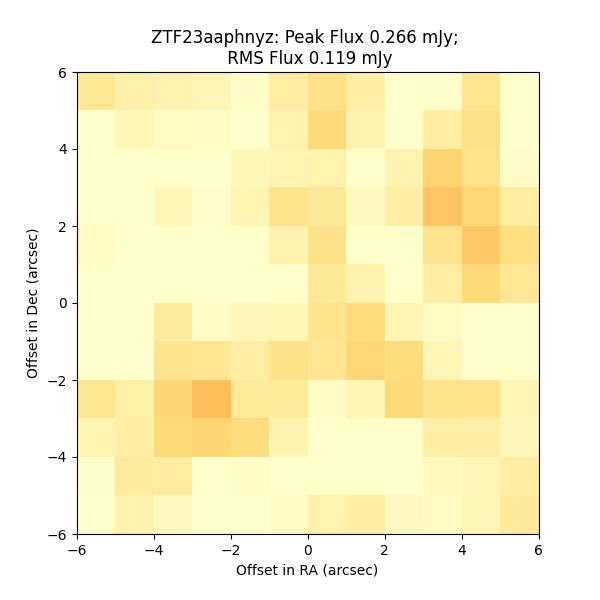 ZTF23aaphnyz: Peak Flux 0.266 mJy;
RMS Flux 0.119 mJy
6
4
2
0
−2
−4
−6
Offset in Dec (arcsec)
−6 −4 −2 0 2 4 6
Offset in RA (arcsec)